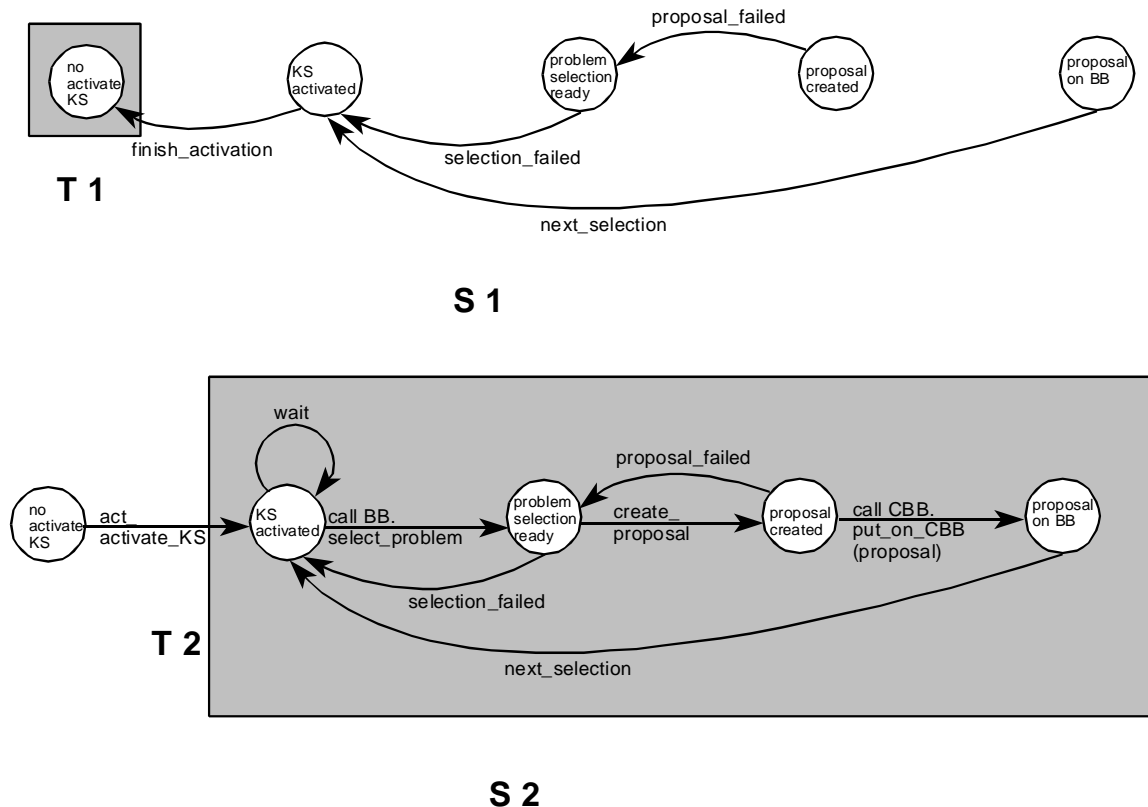 proposal_failed
no
activate
KS
KS
activated
problem
selection
ready
proposal
created
proposal
on BB
finish_activation
selection_failed
T 1
next_selection
S 1
wait
proposal_failed
no
activate
KS
act_
activate_KS
KS
activated
call BB.
select_problem
problem
selection
ready
create_
proposal
proposal
created
call CBB.
put_on_CBB
(proposal)
proposal
on BB
selection_failed
T 2
next_selection
S 2